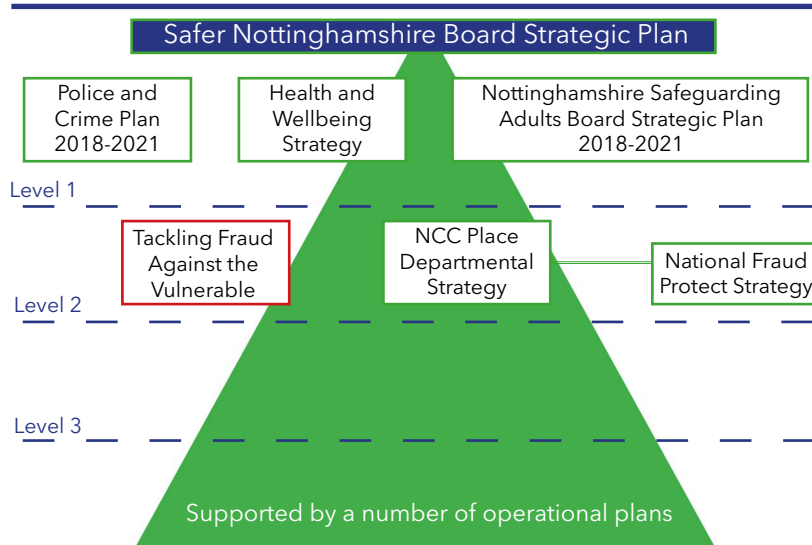 Safer Nottinghamshire Board Strategic Plan
Police and
Crime Plan
2018-2021
Health and
Wellbeing
Strategy
Nottinghamshire Safeguarding
Adults Board Strategic Plan
2018-2021
Level 1
Tackling Fraud
Against the
Vulnerable
NCC Place
Departmental
Strategy
National Fraud
Protect Strategy
Level 2
Level 3
Supported by a number of operational plans